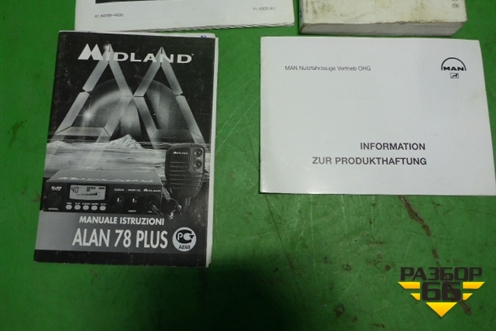 MIDLAND
MANUALE ISTRUZIONI
ALAN 78 PLUS
MAN Nutzfahrzeuge Vertrieb OHG
MAN
INFORMATION
ZUR PRODUKTHAFTUNG
РАЗБОР
66